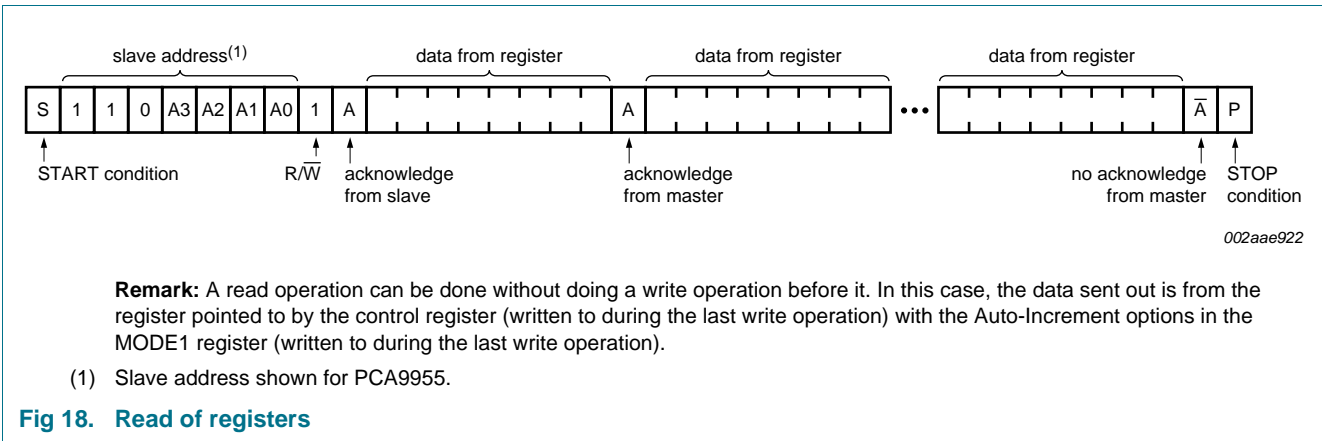 slave address(1) data from register data from register data from register
S 1 1 0 A3 A2 A1 A0 1 A A ••• A̅ P
START condition R/W̅ acknowledge acknowledge no acknowledge STOP
from slave from master from master condition
002aae922
Remark: A read operation can be done without doing a write operation before it. In this case, the data sent out is from the
register pointed to by the control register (written to during the last write operation) with the Auto-Increment options in the
MODE1 register (written to during the last write operation).
(1) Slave address shown for PCA9955.
Fig 18. Read of registers